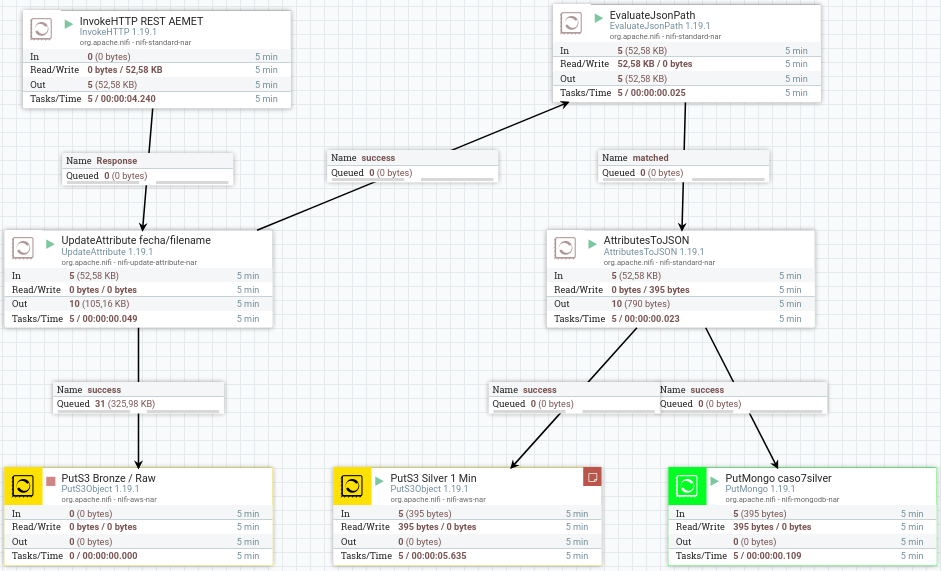 InvokeHTTP REST AEMET
InvokeHTTP 1.19.1
org.apache.nifi - nifi-standard-nar
In 0 (0 bytes) 5 min
Read/Write 0 bytes / 52,58 KB 5 min
Out 5 (52,58 KB) 5 min
Tasks/Time 5 / 00:00:04.240 5 min
EvaluateJsonPath
EvaluateJsonPath 1.19.1
org.apache.nifi - nifi-standard-nar
In 5 (52,58 KB) 5 min
Read/Write 52,58 KB / 0 bytes 5 min
Out 5 (52,58 KB) 5 min
Tasks/Time 5 / 00:00:00.025 5 min
Name Response
Queued 0 (0 bytes)
Name success
Queued 0 (0 bytes)
Name matched
Queued 0 (0 bytes)
UpdateAttribute fecha/filename
UpdateAttribute 1.19.1
org.apache.nifi - nifi-update-attribute-nar
In 5 (52,58 KB) 5 min
Read/Write 0 bytes / 0 bytes 5 min
Out 10 (105,16 KB) 5 min
Tasks/Time 5 / 00:00:00.049 5 min
AttributesToJSON
AttributesToJSON 1.19.1
org.apache.nifi - nifi-standard-nar
In 5 (52,58 KB) 5 min
Read/Write 0 bytes / 395 bytes 5 min
Out 10 (790 bytes) 5 min
Tasks/Time 5 / 00:00:00.023 5 min
Name success
Queued 31 (325,98 KB)
Name success
Queued 0 (0 bytes)
Name success
Queued 0 (0 bytes)
PutS3 Bronze / Raw
PutS3Object 1.19.1
org.apache.nifi - nifi-aws-nar
In 0 (0 bytes) 5 min
Read/Write 0 bytes / 0 bytes 5 min
Out 0 (0 bytes) 5 min
Tasks/Time 0 / 00:00:00.000 5 min
PutS3 Silver 1 Min
PutS3Object 1.19.1
org.apache.nifi - nifi-aws-nar
In 5 (395 bytes) 5 min
Read/Write 395 bytes / 0 bytes 5 min
Out 0 (0 bytes) 5 min
Tasks/Time 5 / 00:00:05.635 5 min
PutMongo caso7silver
PutMongo 1.19.1
org.apache.nifi - nifi-mongodb-nar
In 5 (395 bytes) 5 min
Read/Write 395 bytes / 0 bytes 5 min
Out 0 (0 bytes) 5 min
Tasks/Time 5 / 00:00:00.109 5 min